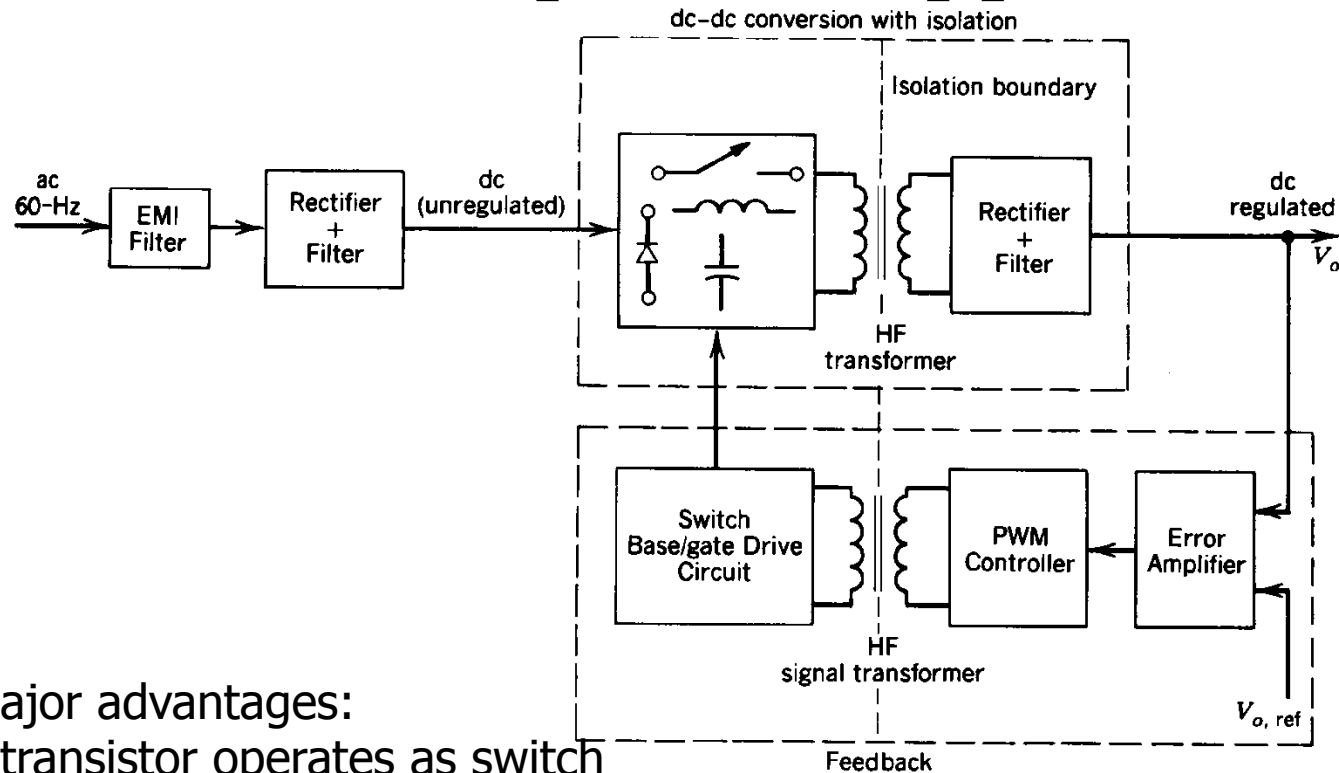 dc-dc conversion with isolation
Isolation boundary
ac
60-Hz
EMI
Filter
Rectifier
+
Filter
dc
(unregulated)
HF
transformer
Rectifier
+
Filter
dc
regulated
Vo
Switch
Base/gate Drive
Circuit
HF
signal transformer
PWM
Controller
Error
Amplifier
Vo, ref
Feedback
ajor advantages:
transistor operates as switch